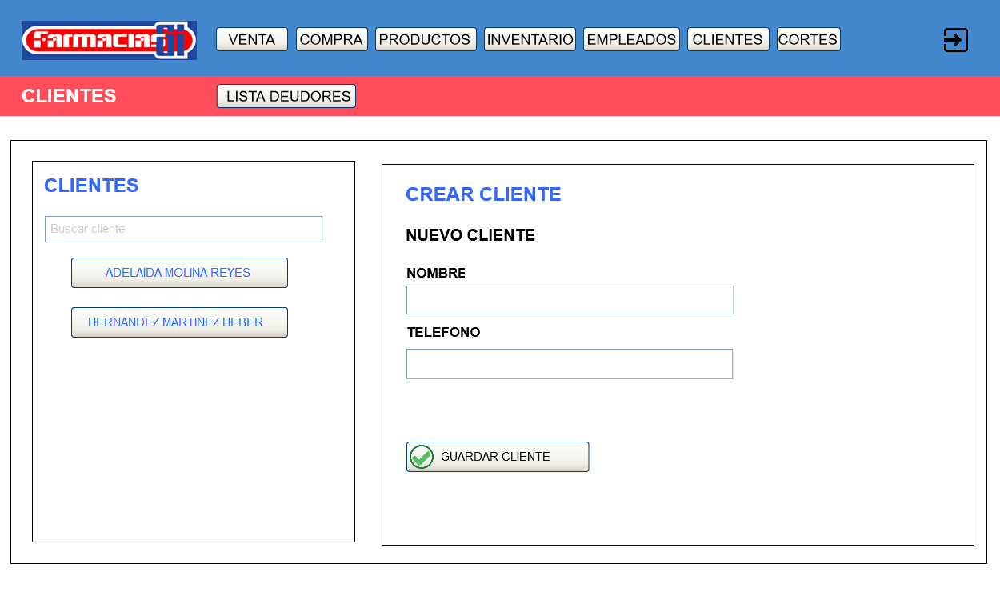 Farmacias GI
VENTA
COMPRA
PRODUCTOS
INVENTARIO
EMPLEADOS
CLIENTES
CORTES
CLIENTES
LISTA DEUDORES
CLIENTES
Buscar cliente
ADELAIDA MOLINA REYES
HERNANDEZ MARTINEZ HEBER
CREAR CLIENTE
NUEVO CLIENTE
NOMBRE
TELEFONO
GUARDAR CLIENTE